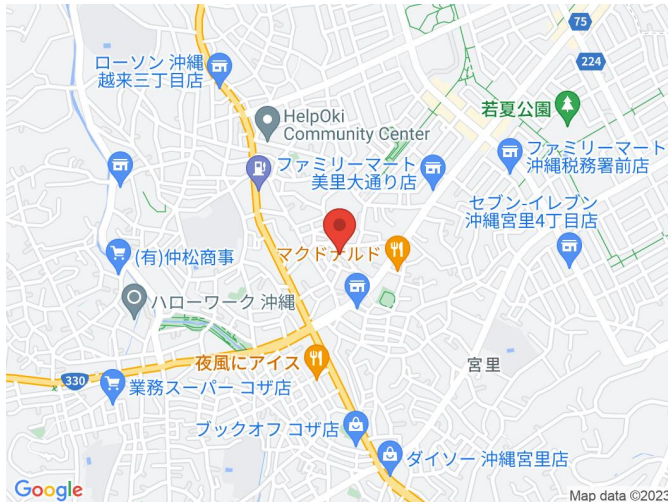 75
ローソン 沖縄
越来三丁目店
224
若夏公園
HelpOki
Community Center
ファミリーマート
美里大通り店
ファミリーマート
沖縄税務署前店
セブン-イレブン
沖縄宮里4丁目店
マクドナルド
(有)仲松商事
ハローワーク 沖縄
夜風にアイス
宮里
330
業務スーパー コザ店
ブックオフ コザ店
ダイソー 沖縄宮里店
Google
Map data ©202